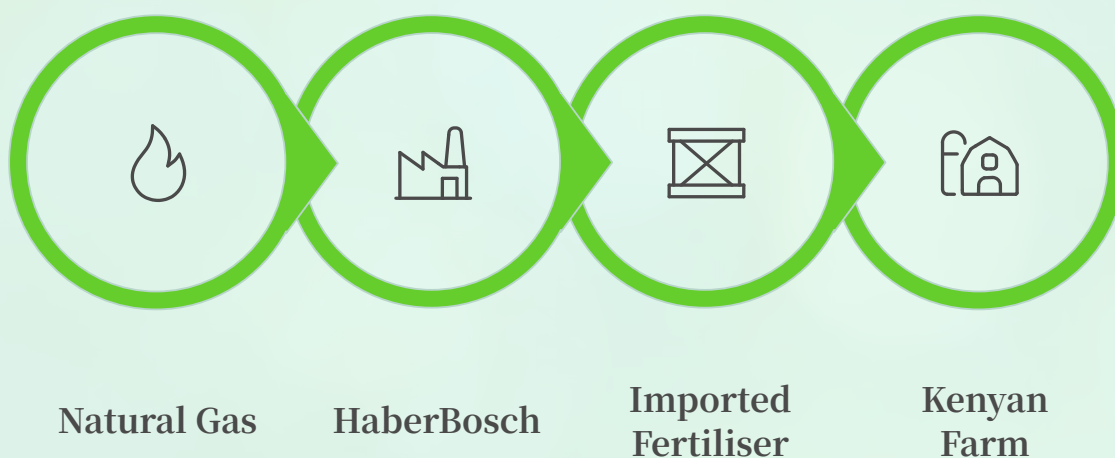 Natural Gas
HaberBosch
Imported
Fertiliser
Kenyan
Farm